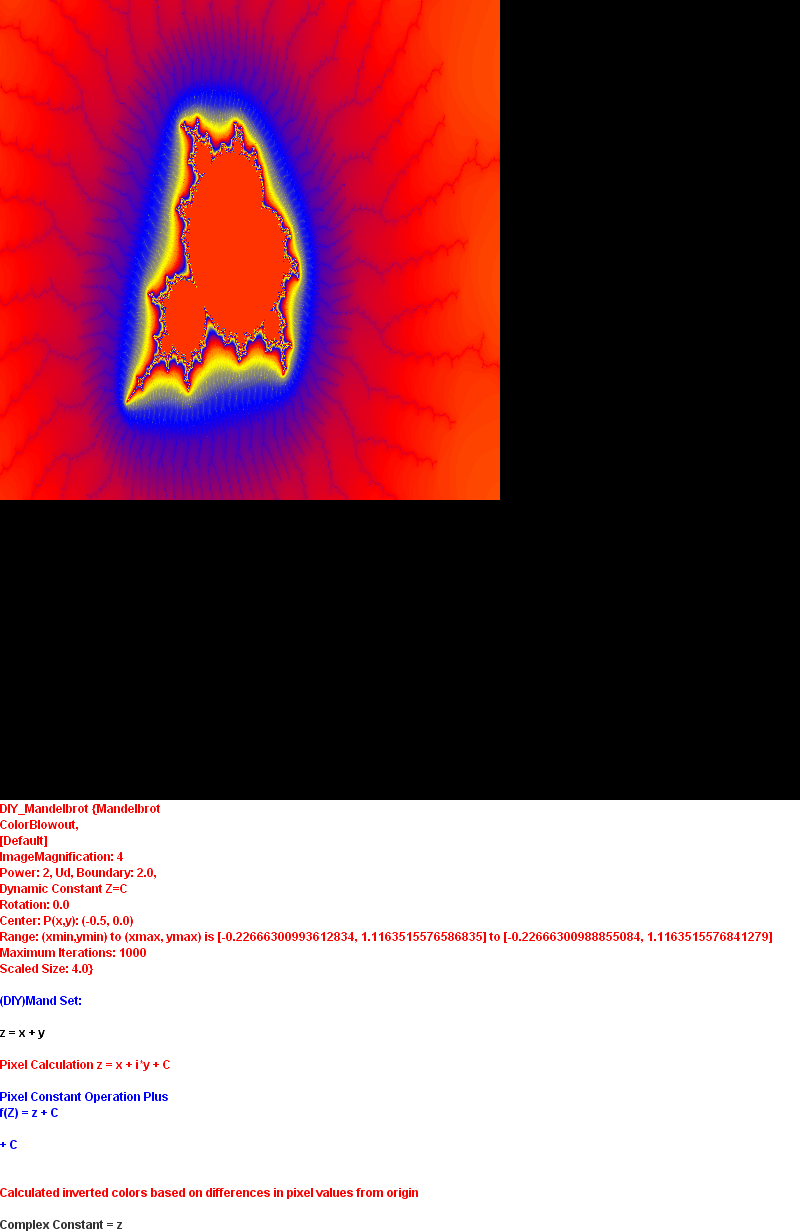 DIY_Mandelbrot {Mandelbrot
ColorBlowout,
[Default]
ImageMagnification: 4
Power: 2, Ud, Boundary: 2.0,
Dynamic Constant Z=C
Rotation: 0.0
Center: P(x,y): (-0.5, 0.0)
Range: (xmin,ymin) to (xmax, ymax) is [-0.22666300993612834, 1.1163515576586835] to [-0.22666300988855084, 1.1163515576841279]
Maximum Iterations: 1000
Scaled Size: 4.0}
(DIY)Mand Set:
z = x + y
Pixel Calculation z = x + i*y + C
Pixel Constant Operation Plus
f(Z) = z + C
+ C
Calculated inverted colors based on differences in pixel values from origin
Complex Constant = z